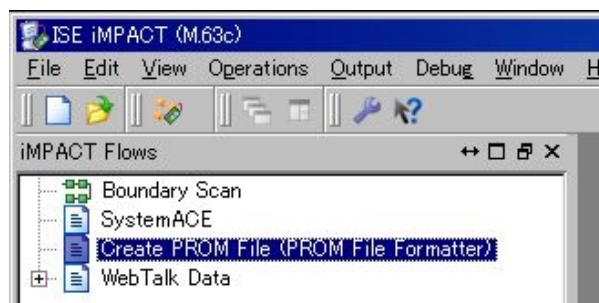 ISE iMPACT (M.63c)
File Edit View Operations Output Debug Window H
iMPACT Flows
Boundary Scan
SystemACE
Create PROM File (PROM File Formatter)
WebTalk Data